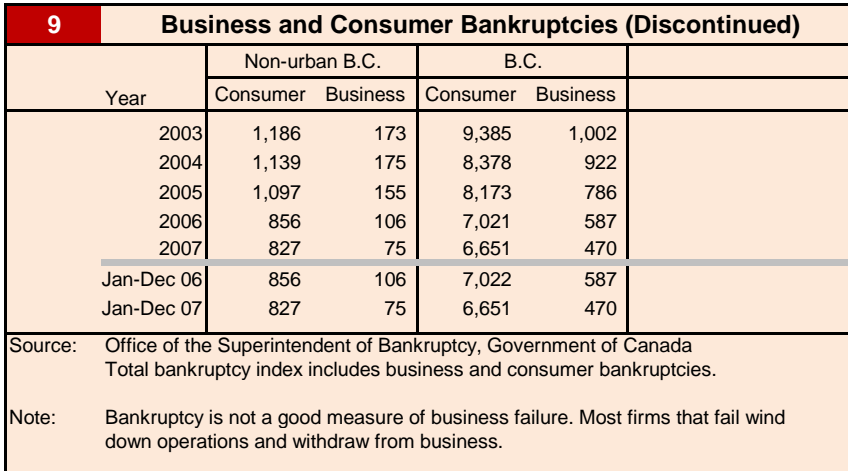 9 Business and Consumer Bankruptcies (Discontinued)
Non-urban B.C. B.C.
Year Consumer Business Consumer Business
2003 1,186 173 9,385 1,002
2004 1,139 175 8,378 922
2005 1,097 155 8,173 786
2006 856 106 7,021 587
2007 827 75 6,651 470
Jan-Dec 06 856 106 7,022 587
Jan-Dec 07 827 75 6,651 470
Source: Office of the Superintendent of Bankruptcy, Government of Canada
Total bankruptcy index includes business and consumer bankruptcies.
Note: Bankruptcy is not a good measure of business failure. Most firms that fail wind
down operations and withdraw from business.